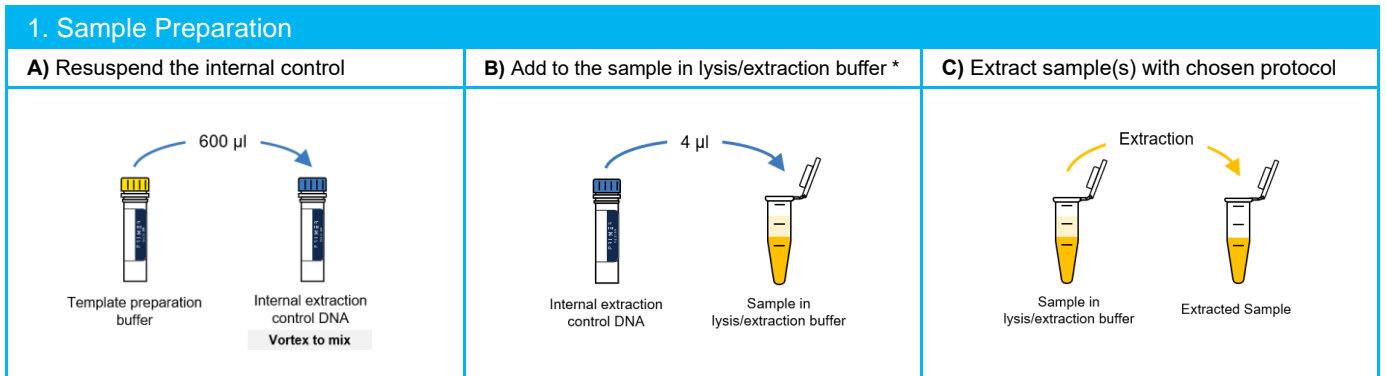 1. Sample Preparation
A) Resuspend the internal control
B) Add to the sample in lysis/extraction buffer *
C) Extract sample(s) with chosen protocol
600 µl
Template preparation
buffer
Internal extraction
control DNA
Vortex to mix
4 µl
Internal extraction
control DNA
Sample in
lysis/extraction buffer
Extraction
Sample in
lysis/extraction buffer
Extracted Sample